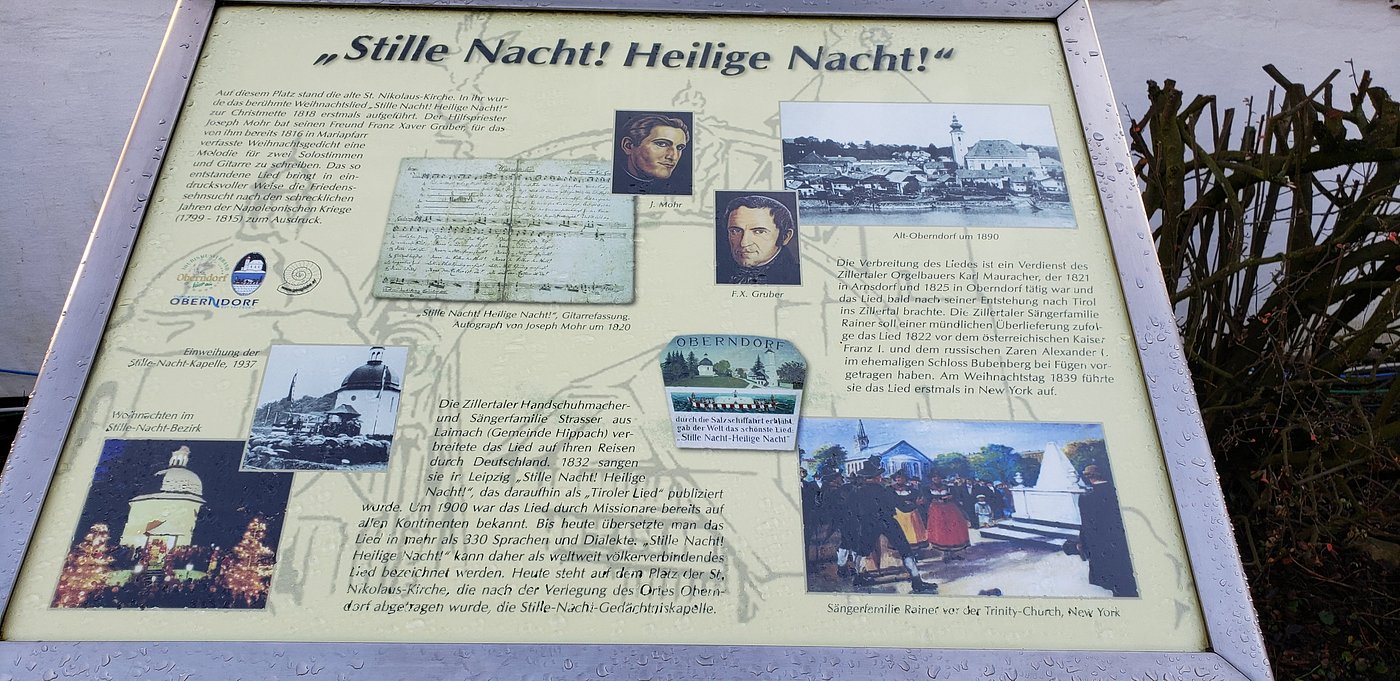 „Stille Nacht! Heilige Nacht!“
Auf diesem Platz stand die alte St. Nikolaus-Kirche. In ihr wur-
de das berühmte Weihnachtslied „Stille Nacht! Heilige Nacht!“
zur Christmette 1818 erstmals aufgeführt. Der Hilfspriester
Joseph Mohr bat seinen Freund Franz Xaver Gruber, für das
von ihm bereits 1816 in Mariapfarr
verfasste Weihnachtsgedicht eine
Melodie für zwei Solostimmen
und Gitarre zu schreiben. Das so
entstandene Lied bringt in ein-
drucksvoller Weise die Friedens-
sehnsucht nach den schrecklichen
Jahren der Napoleonischen Kriege
(1799 - 1815) zum Ausdruck.
Oberndorf
OBERNDORF
„Stille Nacht! Heilige Nacht!“, Gitarrefassung.
Autograph von Joseph Mohr um 1820
J. Mohr
F.X. Gruber
Alt-Oberndorf um 1890
Die Verbreitung des Liedes ist ein Verdienst des
Zillertaler Orgelbauers Karl Mauracher, der 1821
in Arnsdorf und 1825 in Oberndorf tätig war und
das Lied bald nach seiner Entstehung nach Tirol
ins Zillertal brachte. Die Zillertaler Sängerfamilie
Rainer soll einer mündlichen Überlieferung zufol-
ge das Lied 1822 vor dem österreichischen Kaiser
Franz I. und dem russischen Zaren Alexander I.
im ehemaligen Schloss Bubenberg bei Fügen vor-
getragen haben. Am Weihnachtstag 1839 führte
sie das Lied erstmals in New York auf.
Einweihung der
Stille-Nacht-Kapelle, 1937
Weihnachten im
Stille-Nacht-Bezirk
Die Zillertaler Handschuhmacher-
und Sängerfamilie Strasser aus
Laimach (Gemeinde Hippach) ver-
breitete das Lied auf ihren Reisen
durch Deutschland. 1832 sangen
sie in Leipzig „Stille Nacht! Heilige
Nacht!“, das daraufhin als „Tiroler Lied“ publiziert
wurde. Um 1900 war das Lied durch Missionare bereits auf
allen Kontinenten bekannt. Bis heute übersetzte man das
Lied in mehr als 330 Sprachen und Dialekte. „Stille Nacht!
Heilige Nacht!“ kann daher als weltweit völkerverbindendes
Lied bezeichnet werden. Heute steht auf dem Platz der St.
Nikolaus-Kirche, die nach der Verlegung des Ortes Obern-
dorf abgetragen wurde, die Stille-Nacht-Gedächtniskapelle.
OBERNDORF
durch die Salzschiffahrt erblüht,
gab der Welt das schönste Lied:
„Stille Nacht-Heilige Nacht“
Sängerfamilie Rainer vor der Trinity-Church, New York